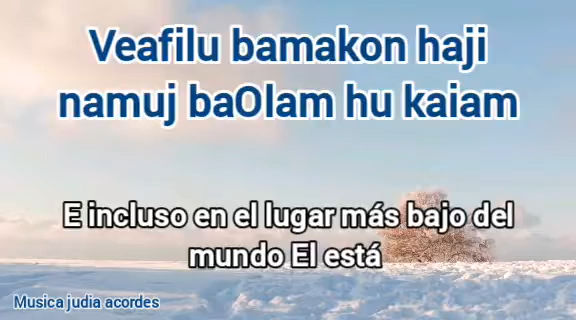 Veafilu bamakon haji
namuj baOlam hu kaiam
E incluso en el lugar más bajo del
mundo El está
Musica judia acordes